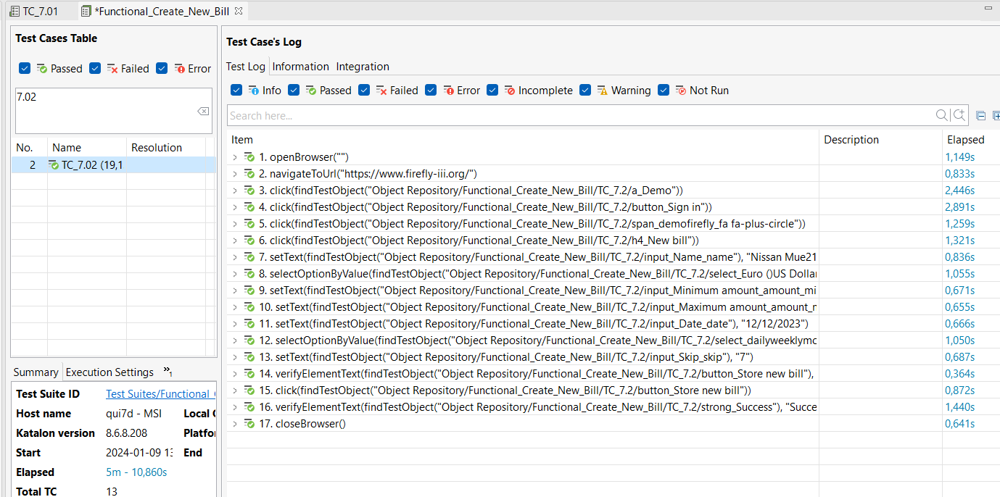 TC_7.01
*Functional_Create_New_Bill
Test Cases Table
Passed Failed Error
7.02
No. Name Resolution
2 TC_7.02 (19,1
Summary Execution Settings »1
Test Suite ID Test Suites/Functional_
Host name qui7d - MSI Local
Katalon version 8.6.8.208 Platfo
Start 2024-01-09 13 End
Elapsed 5m - 10,860s
Total TC 13
Test Case's Log
Test Log Information Integration
Info Passed Failed Error Incomplete Warning Not Run
Search here...
Item Description Elapsed
1. openBrowser("") 1,149s
2. navigateToUrl("https://www.firefly-iii.org/") 0,833s
3. click(findTestObject("Object Repository/Functional_Create_New_Bill/TC_7.2/a_Demo")) 2,446s
4. click(findTestObject("Object Repository/Functional_Create_New_Bill/TC_7.2/button_Sign in")) 2,891s
5. click(findTestObject("Object Repository/Functional_Create_New_Bill/TC_7.2/span_demofirefly_fa fa-plus-circle")) 1,259s
6. click(findTestObject("Object Repository/Functional_Create_New_Bill/TC_7.2/h4_New bill")) 1,321s
7. setText(findTestObject("Object Repository/Functional_Create_New_Bill/TC_7.2/input_Name_name"), "Nissan Mue21 0,836s
8. selectOptionByValue(findTestObject("Object Repository/Functional_Create_New_Bill/TC_7.2/select_Euro ()US Dollar 1,055s
9. setText(findTestObject("Object Repository/Functional_Create_New_Bill/TC_7.2/input_Minimum amount_amount_mi 0,671s
10. setText(findTestObject("Object Repository/Functional_Create_New_Bill/TC_7.2/input_Maximum amount_amount_m 0,655s
11. setText(findTestObject("Object Repository/Functional_Create_New_Bill/TC_7.2/input_Date_date"), "12/12/2023") 0,666s
12. selectOptionByValue(findTestObject("Object Repository/Functional_Create_New_Bill/TC_7.2/select_dailyweeklymo 1,050s
13. setText(findTestObject("Object Repository/Functional_Create_New_Bill/TC_7.2/input_Skip_skip"), "7") 0,687s
14. verifyElementText(findTestObject("Object Repository/Functional_Create_New_Bill/TC_7.2/button_Store new bill"), 0,364s
15. click(findTestObject("Object Repository/Functional_Create_New_Bill/TC_7.2/button_Store new bill")) 0,872s
16. verifyElementText(findTestObject("Object Repository/Functional_Create_New_Bill/TC_7.2/strong_Success"), "Succe 1,440s
17. closeBrowser() 0,641s